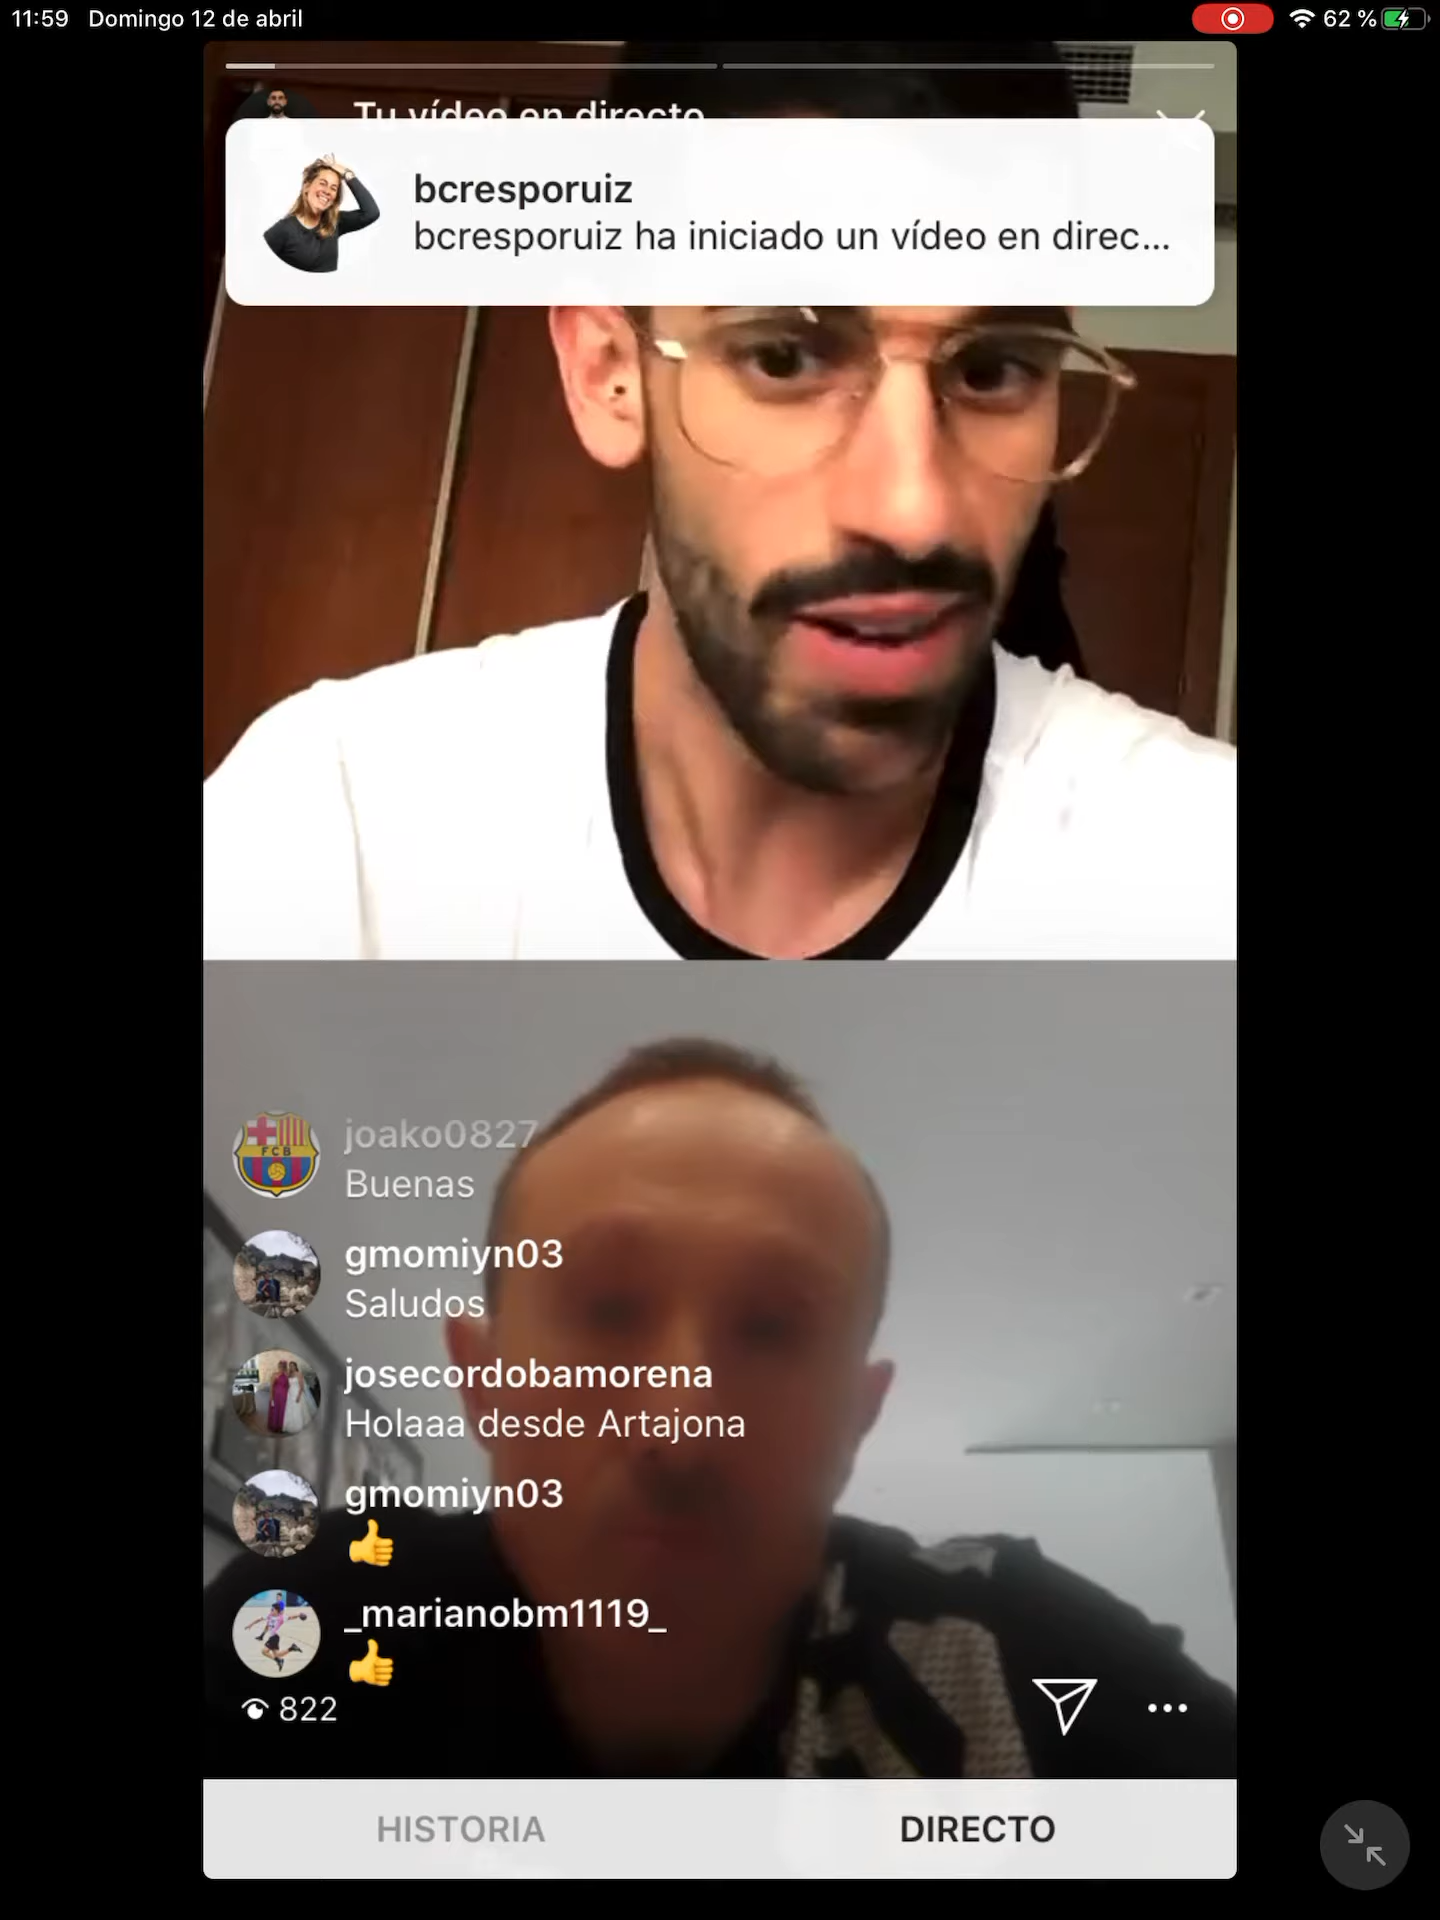 11:59 Domingo 12 de abril
62 %
Tu vídeo en directo
bcresporuiz
bcresporuiz ha iniciado un vídeo en direc...
joako0827
FCB
Buenas
gmomiyn03
Saludos
josecordobamorena
Holaaa desde Artajona
gmomiyn03
👍
_marianobm1119_
👍
822
HISTORIA
DIRECTO